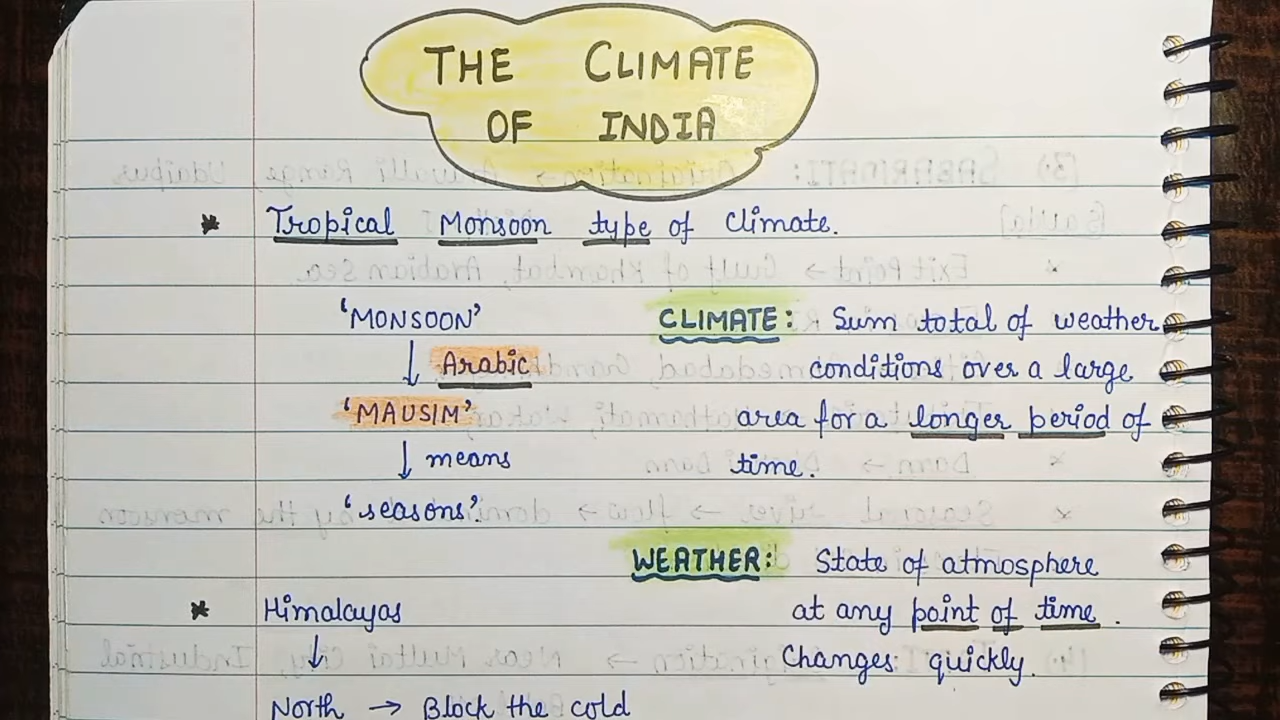 THE CLIMATE
OF INDIA
* Tropical Monsoon type of climate.
'MONSOON'
↓ Arabic
'MAUSIM'
↓ means
'seasons'.
CLIMATE: Sum total of weather
conditions over a large
area for a longer period of
time.
WEATHER: State of atmosphere
at any point of time.
Changes quickly.
* Himalayas
↓
North → Block the cold